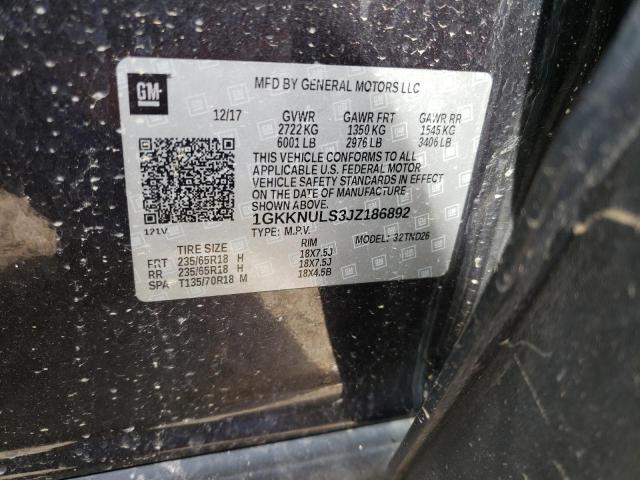 GM
MFD BY GENERAL MOTORS LLC
12/17 GVWR GAWR FRT GAWR RR
2722 KG 1350 KG 1545 KG
6001 LB 2976 LB 3406 LB
THIS VEHICLE CONFORMS TO ALL
APPLICABLE U.S. FEDERAL MOTOR
VEHICLE SAFETY STANDARDS IN EFFECT
ON THE DATE OF MANUFACTURE
SHOWN ABOVE.
1GKKNULS3JZ186892
TYPE: M.P.V. MODEL: 32TND26
121V
TIRE SIZE RIM
FRT 235/65R18 H 18X7.5J
RR 235/65R18 H 18X7.5J
SPA T135/70R18 M 18X4.5B